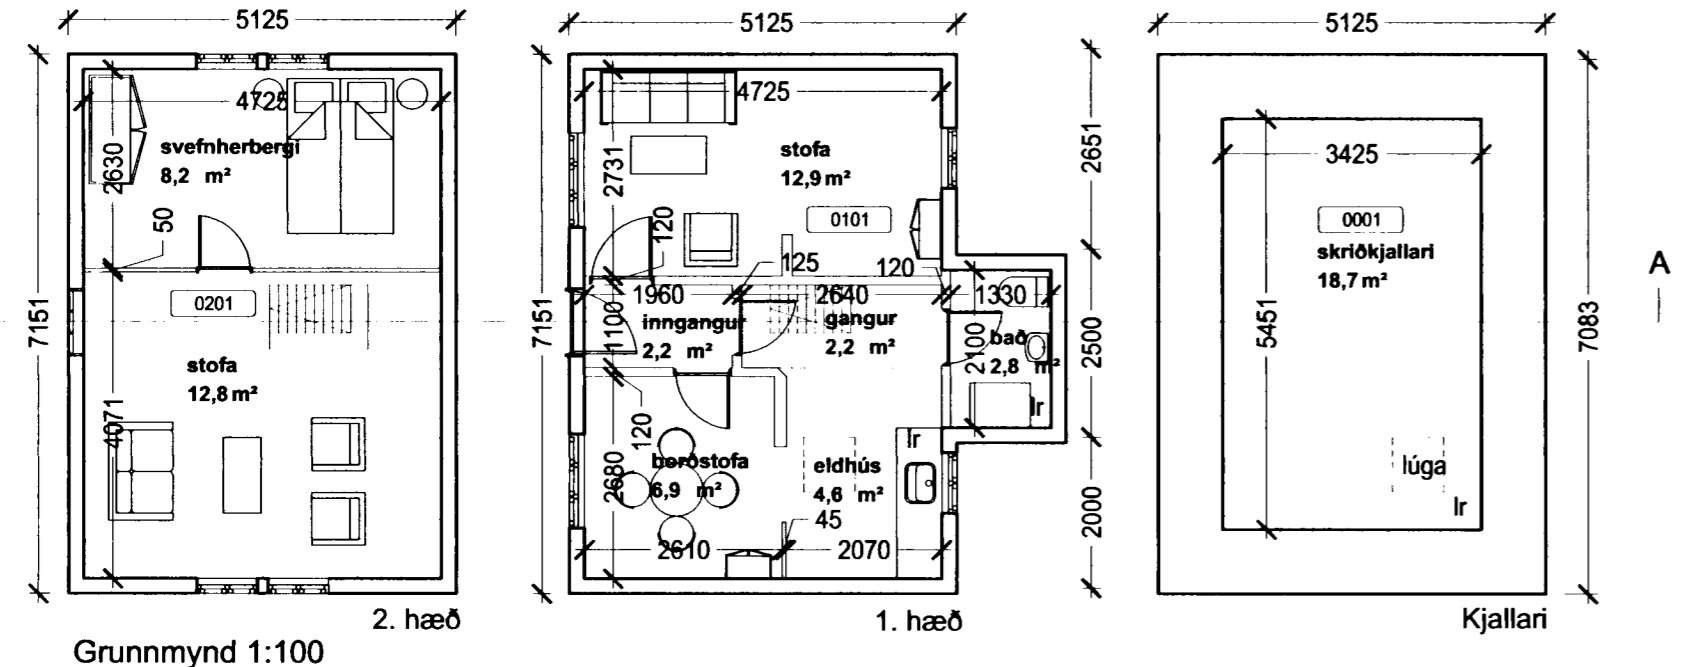 5125
4725
svefnherbergi
8,2 m²
2630
50
0201
7151
stofa
12,8 m²
4071
2. hæð
Grunnmynd 1:100
5125
4725
stofa
12,9 m²
2731
120
0101
125
120
1960
2640
1330
7151
1100
inngangur
2,2 m²
gangur
2,2 m²
bað
2,8 m²
2100
lr
120
2680
borðstofa
6,9 m²
lr
eldhús
4,6 m²
45
2610
2070
2651
2500
2000
1. hæð
5125
3425
0001
skriðkjallari
18,7 m²
5451
7083
lúga
lr
Kjallari
A